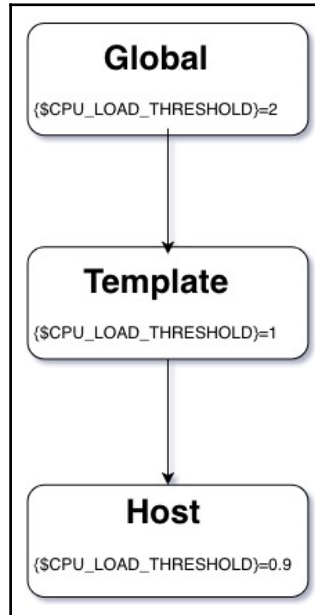 Global
{$CPU_LOAD_THRESHOLD}=2
Template
{$CPU_LOAD_THRESHOLD}=1
Host
{$CPU_LOAD_THRESHOLD}=0.9